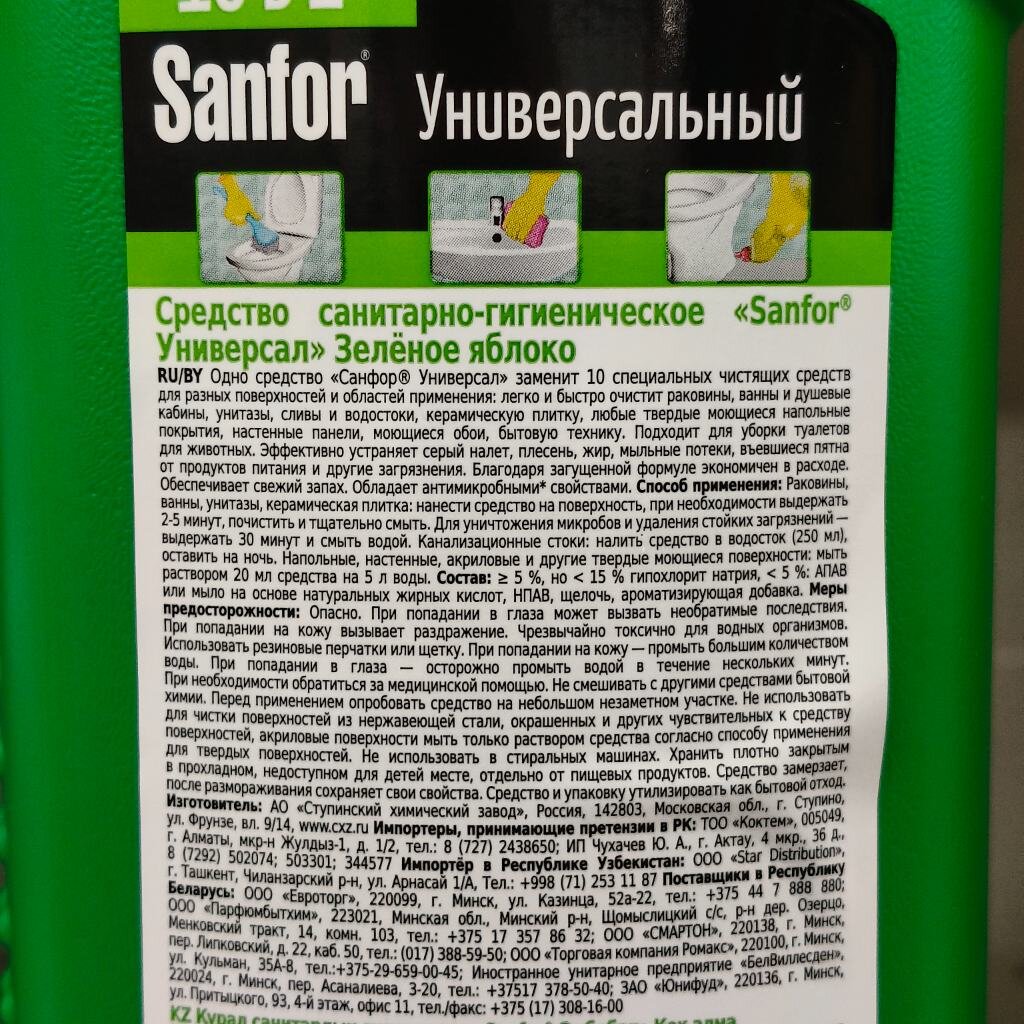 Sanfor®
Универсальный
Средство санитарно-гигиеническое «Sanfor®
Универсал» Зелёное яблоко
RU/BY Одно средство «Санфор® Универсал» заменит 10 специальных чистящих средств
для разных поверхностей и областей применения: легко и быстро очистит раковины, ванны и душевые
кабины, унитазы, сливы и водостоки, керамическую плитку, любые твердые моющиеся напольные
покрытия, настенные панели, моющиеся обои, бытовую технику. Подходит для уборки туалетов
для животных. Эффективно устраняет серый налет, плесень, жир, мыльные потеки, въевшиеся пятна
от продуктов питания и другие загрязнения. Благодаря загущенной формуле экономичен в расходе.
Обеспечивает свежий запах. Обладает антимикробными* свойствами. Способ применения: Раковины,
ванны, унитазы, керамическая плитка: нанести средство на поверхность, при необходимости выдержать
2-5 минут, почистить и тщательно смыть. Для уничтожения микробов и удаления стойких загрязнений —
выдержать 30 минут и смыть водой. Канализационные стоки: налить средство в водосток (250 мл),
оставить на ночь. Напольные, настенные, акриловые и другие твердые моющиеся поверхности: мыть
раствором 20 мл средства на 5 л воды. Состав: ≥ 5 %, но < 15 % гипохлорит натрия, < 5 %: АПАВ
или мыло на основе натуральных жирных кислот, НПАВ, щелочь, ароматизирующая добавка. Меры
предосторожности: Опасно. При попадании в глаза может вызвать необратимые последствия.
При попадании на кожу вызывает раздражение. Чрезвычайно токсично для водных организмов.
Использовать резиновые перчатки или щетку. При попадании на кожу — промыть большим количеством
воды. При попадании в глаза — осторожно промыть водой в течение нескольких минут.
При необходимости обратиться за медицинской помощью. Не смешивать с другими средствами бытовой
химии. Перед применением опробовать средство на небольшом незаметном участке. Не использовать
для чистки поверхностей из нержавеющей стали, окрашенных и других чувствительных к средству
поверхностей, акриловые поверхности мыть только раствором средства согласно способу применения
для твердых поверхностей. Не использовать в стиральных машинах. Хранить плотно закрытым
в прохладном, недоступном для детей месте, отдельно от пищевых продуктов. Средство замерзает,
после размораживания сохраняет свои свойства. Средство и упаковку утилизировать как бытовой отход.
Изготовитель: АО «Ступинский химический завод», Россия, 142803, Московская обл., г. Ступино,
ул. Фрунзе, вл. 9/14, www.cxz.ru Импортеры, принимающие претензии в РК: ТОО «Коктем», 005049,
г. Алматы, мкр-н Жулдыз-1, д. 1/2, тел.: 8 (727) 2438650; ИП Чухачев Ю. А., г. Актау, 4 мкр., 36 д.,
8 (7292) 502074; 503301; 344577 Импортёр в Республике Узбекистан: ООО «Star Distribution»,
г. Ташкент, Чиланзарский р-н, ул. Арнасай 1/А, Тел.: +998 (71) 253 11 87 Поставщики в Республику
Беларусь: ООО «Евроторг», 220099, г. Минск, ул. Казинца, 52а-22, тел.: +375 44 7 888 880;
ООО «Парфюмбытхим», 223021, Минская обл., Минский р-н, Щомыслицкий с/с, р-н дер. Озерцо,
Менковский тракт, 14, комн. 103, тел.: +375 17 357 86 32; ООО «СМАРТОН», 220138, г. Минск,
пер. Липковский, д. 22, каб. 50, тел.: (017) 388-59-50; ООО «Торговая компания Ромакс», 220100, г. Минск,
ул. Кульман, 35А-8, тел.:+375-29-659-00-45; Иностранное унитарное предприятие «БелВиллесден»,
220024, г. Минск, пер. Асаналиева, 3-20, тел.: +37517 378-50-40; ЗАО «Юнифуд», 220136, г. Минск,
ул. Притыцкого, 93, 4-й этаж, офис 11, тел./факс: +375 (17) 308-16-00
KZ